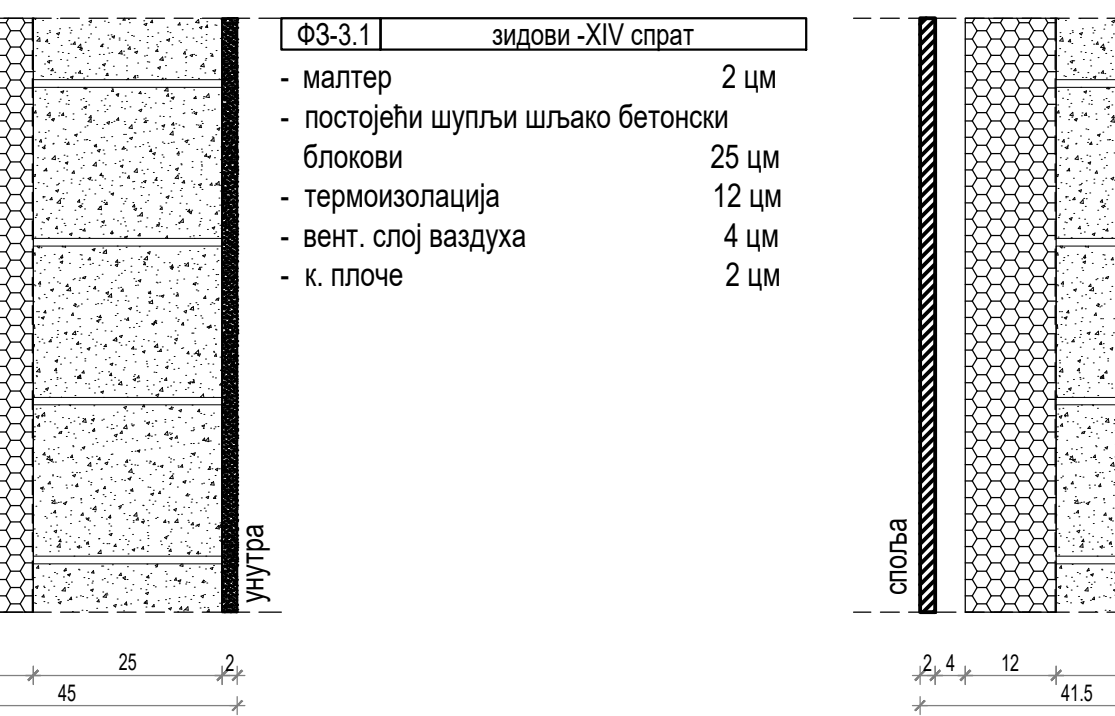 ФЗ-3.1 зидови -XIV спрат
- малтер 2 цм
- постојећи шупљи шљако бетонски
блокови 25 цм
- термоизолација 12 цм
- вент. слој ваздуха 4 цм
- к. плоче 2 цм
унутра
споља
25 2
45
2 4 12
41.5